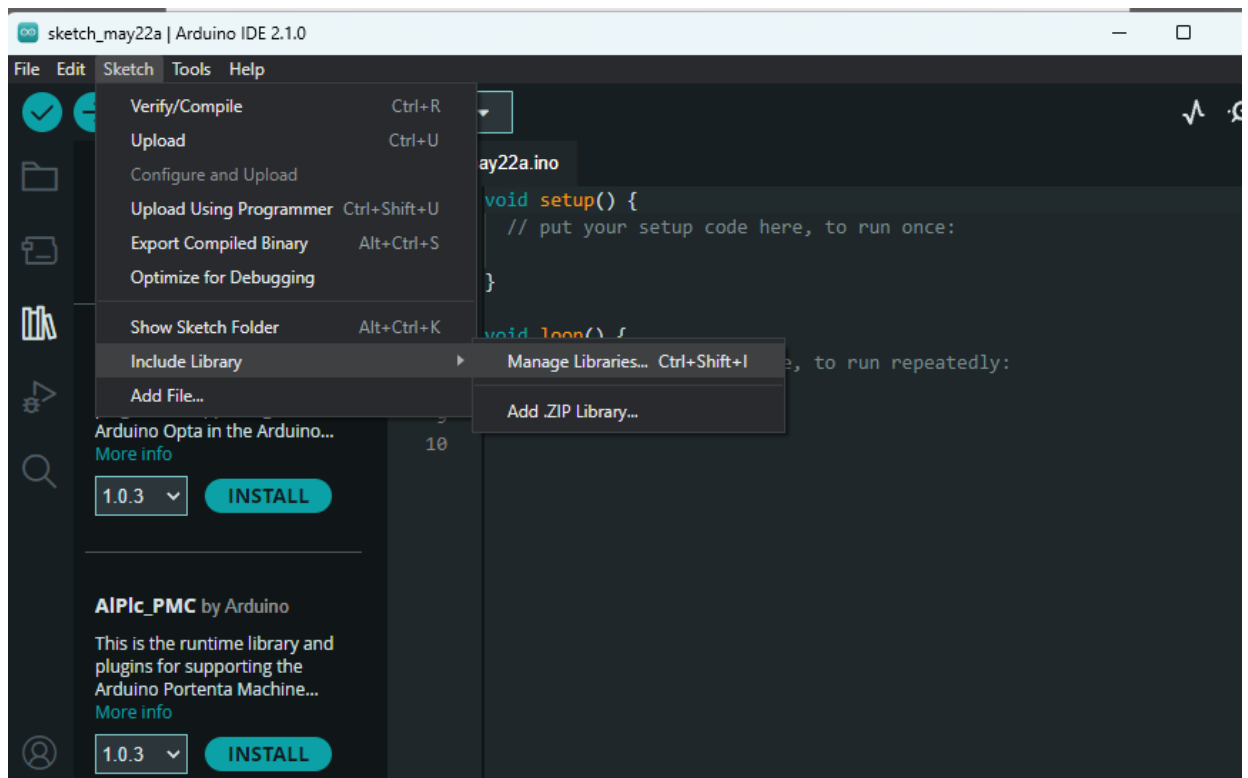 sketch_may22a | Arduino IDE 2.1.0
File Edit Sketch Tools Help
Verify/Compile Ctrl+R
Upload Ctrl+U
Configure and Upload
Upload Using Programmer Ctrl+Shift+U
Export Compiled Binary Alt+Ctrl+S
Optimize for Debugging
Show Sketch Folder Alt+Ctrl+K
Include Library
Add File...
Manage Libraries... Ctrl+Shift+I
Add .ZIP Library...
ay22a.ino
void setup() {
// put your setup code here, to run once:
}
void loop() {
, to run repeatedly:
10
Arduino Opta in the Arduino...
More info
1.0.3 INSTALL
AlPlc_PMC by Arduino
This is the runtime library and
plugins for supporting the
Arduino Portenta Machine...
More info
1.0.3 INSTALL